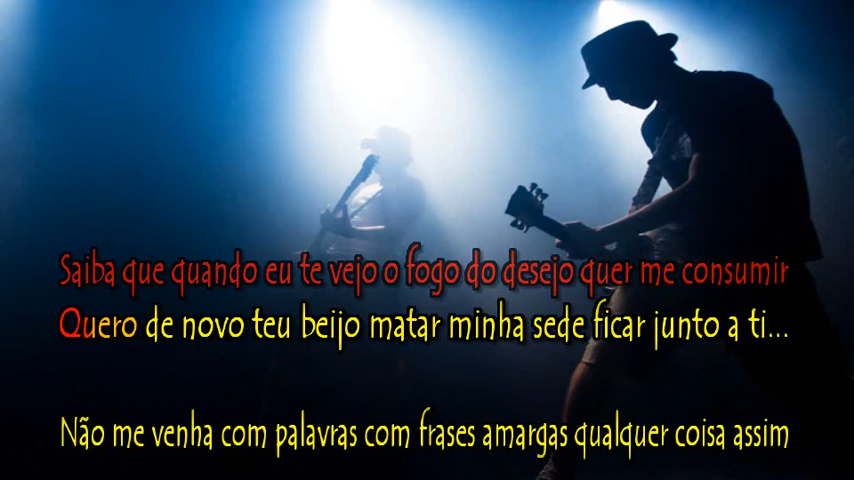 Saiba que quando eu te vejo o fogo do desejo quer me consumir
Quero de novo teu beijo matar minha sede ficar junto a ti...
Não me venha com palavras com frases amargas qualquer coisa assim